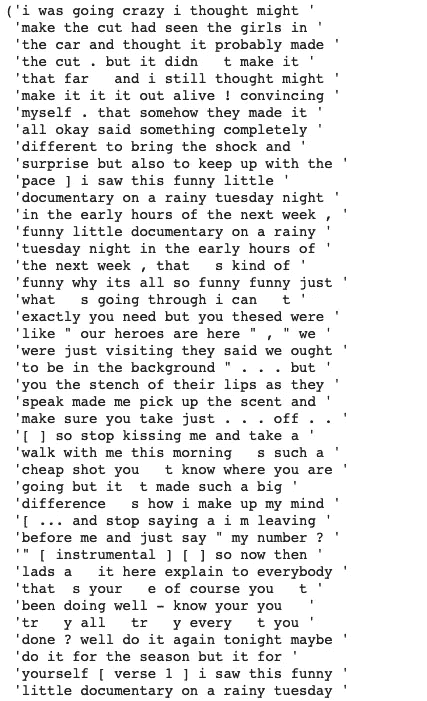 ('i was going crazy i thought might '
'make the cut had seen the girls in '
'the car and thought it probably made '
'the cut . but it didn   t make it '
'that far   and i still thought might '
'make it it it out alive ! convincing '
'myself . that somehow they made it '
'all okay said something completely '
'different to bring the shock and '
'surprise but also to keep up with the '
'pace ] i saw this funny little '
'documentary on a rainy tuesday night '
'in the early hours of the next week , '
'funny little documentary on a rainy '
'tuesday night in the early hours of '
'the next week , that   s kind of '
'funny why its all so funny funny just '
'what   s going through i can   t '
'exactly you need but you thesed were '
'like " our heroes are here " , " we '
'were just visiting they said we ought '
'to be in the background " . . . but '
'you the stench of their lips as they '
'speak made me pick up the scent and '
'make sure you take just . . . off . . '
'[ ] so stop kissing me and take a '
'walk with me this morning   s such a '
'cheap shot you   t know where you are '
'going but it  t made such a big '
'difference   s how i make up my mind '
'[ ... and stop saying a i m leaving '
'before me and just say " my number ? '
'" [ instrumental ] [ ] so now then '
'lads a   it here explain to everybody '
'that  s your   e of course you   t '
'been doing well – know your you   '
'tr   y all   tr   y every   t you '
'done ? well do it again tonight maybe '
'do it for the season but it for '
'yourself [ verse 1 ] i saw this funny '
'little documentary on a rainy tuesday '